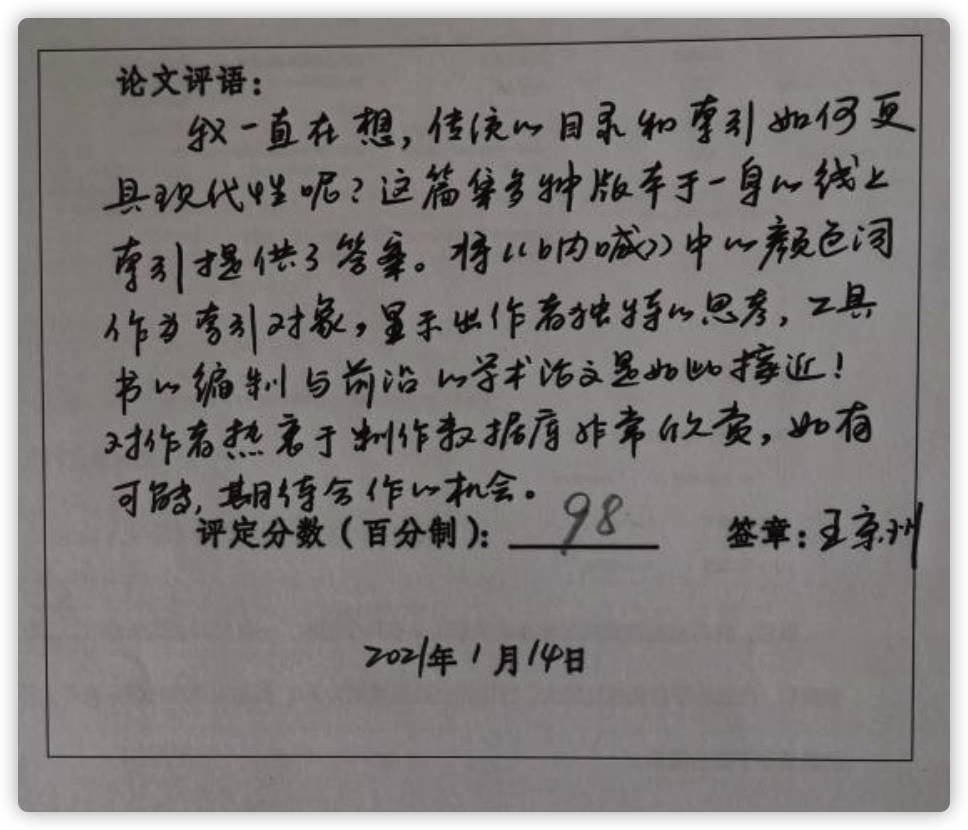 论文评语：
我一直在想，传统的目录和索引如何更
具现代性呢？这篇集多种版本于一身的线上
索引提供了答案。将《呐喊》中的颜色词
作为索引对象，显示出作者独特的思考，工具
书的编制与前沿的学术论文是如此接近！
对作者热衷于制作数据库非常欣赏，如有
可能，期待合作的机会。
评定分数（百分制）：98 签章：王京州
2021年1月14日